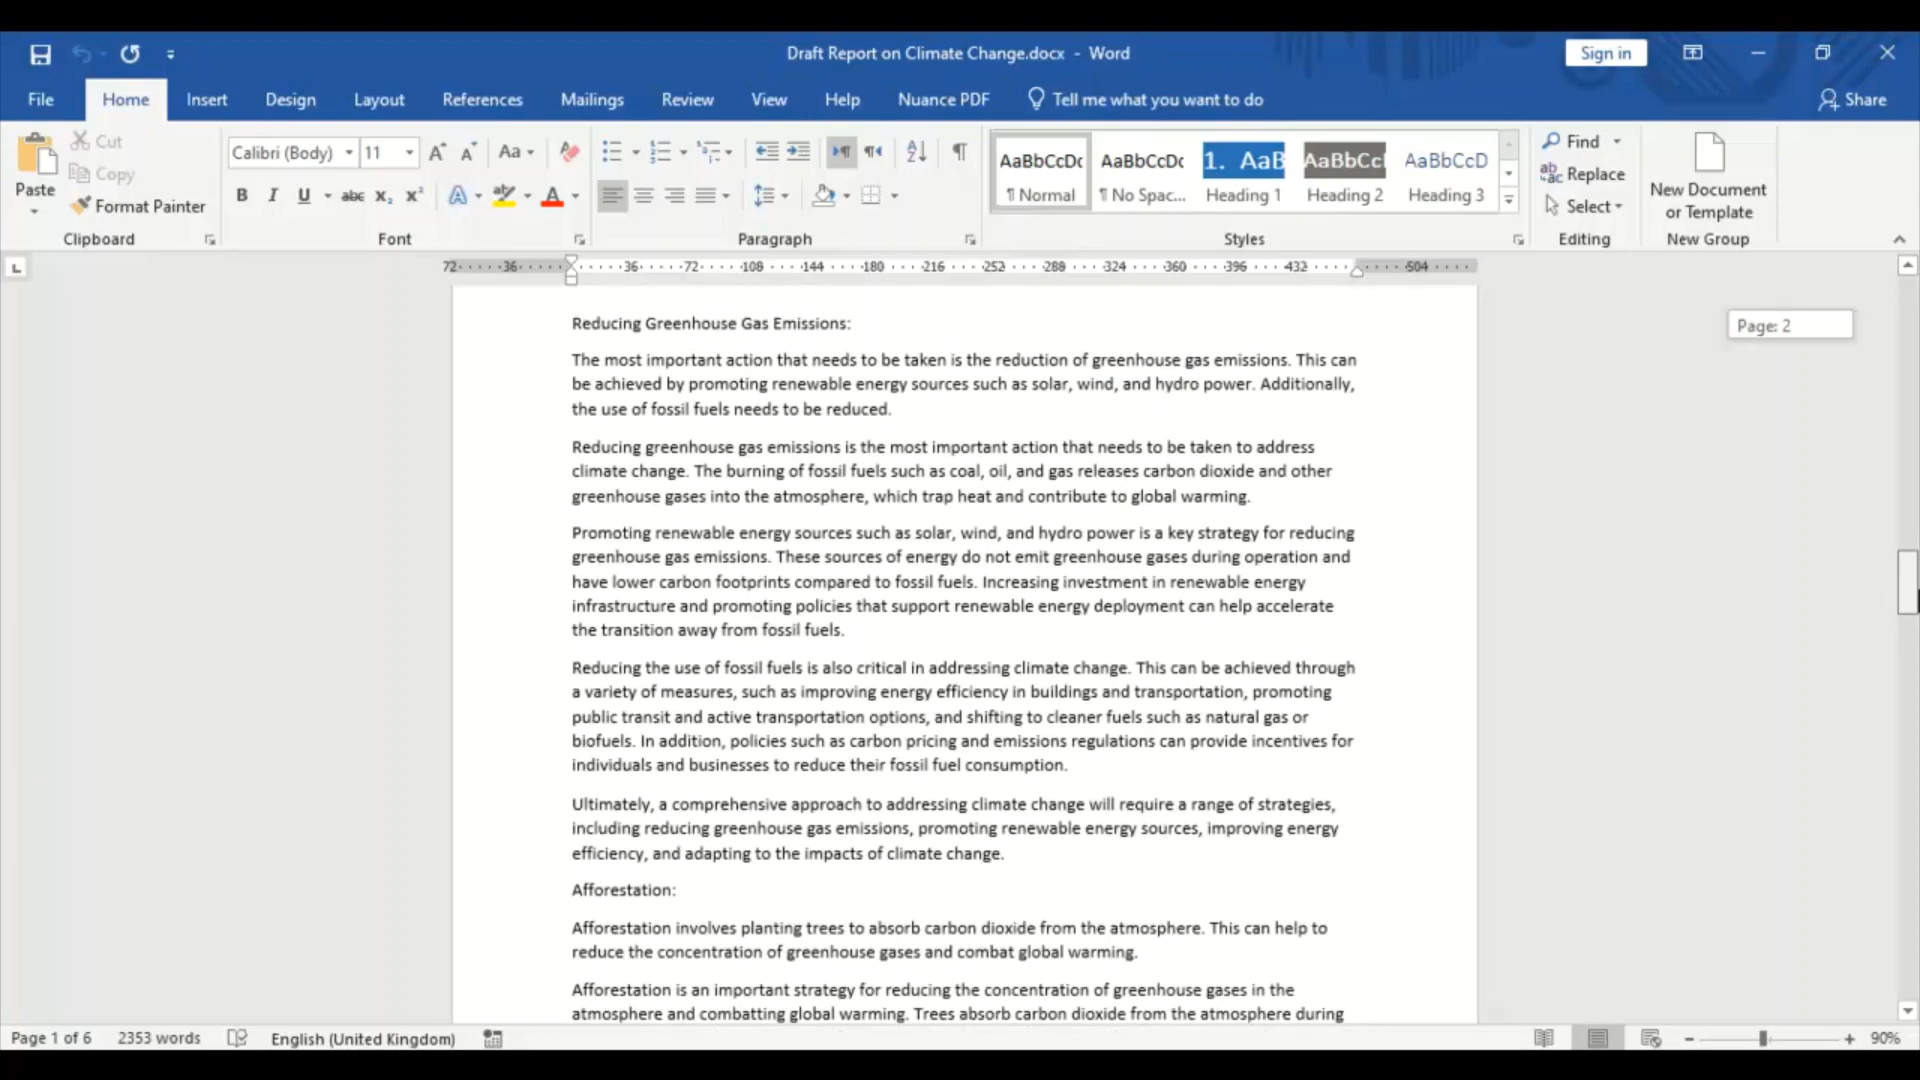 Draft Report on Climate Change.docx - Word
Sign in
File Home Insert Design Layout References Mailings Review View Help Nuance PDF Tell me what you want to do Share
Paste
Cut
Copy
Format Painter
Clipboard
Calibri (Body) 11
Font
Paragraph
AaBbCcDc AaBbCcDc 1. AaB AaBbCcI AaBbCcD
¶ Normal ¶ No Spac... Heading 1 Heading 2 Heading 3
Styles
Find
Replace
Select
Editing
New Document
or Template
New Group
72 36 36 72 108 144 180 216 252 288 324 360 396 432 504
Page: 2
Reducing Greenhouse Gas Emissions:
The most important action that needs to be taken is the reduction of greenhouse gas emissions. This can
be achieved by promoting renewable energy sources such as solar, wind, and hydro power. Additionally,
the use of fossil fuels needs to be reduced.
Reducing greenhouse gas emissions is the most important action that needs to be taken to address
climate change. The burning of fossil fuels such as coal, oil, and gas releases carbon dioxide and other
greenhouse gases into the atmosphere, which trap heat and contribute to global warming.
Promoting renewable energy sources such as solar, wind, and hydro power is a key strategy for reducing
greenhouse gas emissions. These sources of energy do not emit greenhouse gases during operation and
have lower carbon footprints compared to fossil fuels. Increasing investment in renewable energy
infrastructure and promoting policies that support renewable energy deployment can help accelerate
the transition away from fossil fuels.
Reducing the use of fossil fuels is also critical in addressing climate change. This can be achieved through
a variety of measures, such as improving energy efficiency in buildings and transportation, promoting
public transit and active transportation options, and shifting to cleaner fuels such as natural gas or
biofuels. In addition, policies such as carbon pricing and emissions regulations can provide incentives for
individuals and businesses to reduce their fossil fuel consumption.
Ultimately, a comprehensive approach to addressing climate change will require a range of strategies,
including reducing greenhouse gas emissions, promoting renewable energy sources, improving energy
efficiency, and adapting to the impacts of climate change.
Afforestation:
Afforestation involves planting trees to absorb carbon dioxide from the atmosphere. This can help to
reduce the concentration of greenhouse gases and combat global warming.
Afforestation is an important strategy for reducing the concentration of greenhouse gases in the
atmosphere and combatting global warming. Trees absorb carbon dioxide from the atmosphere during
Page 1 of 6 2353 words English (United Kingdom) 90%